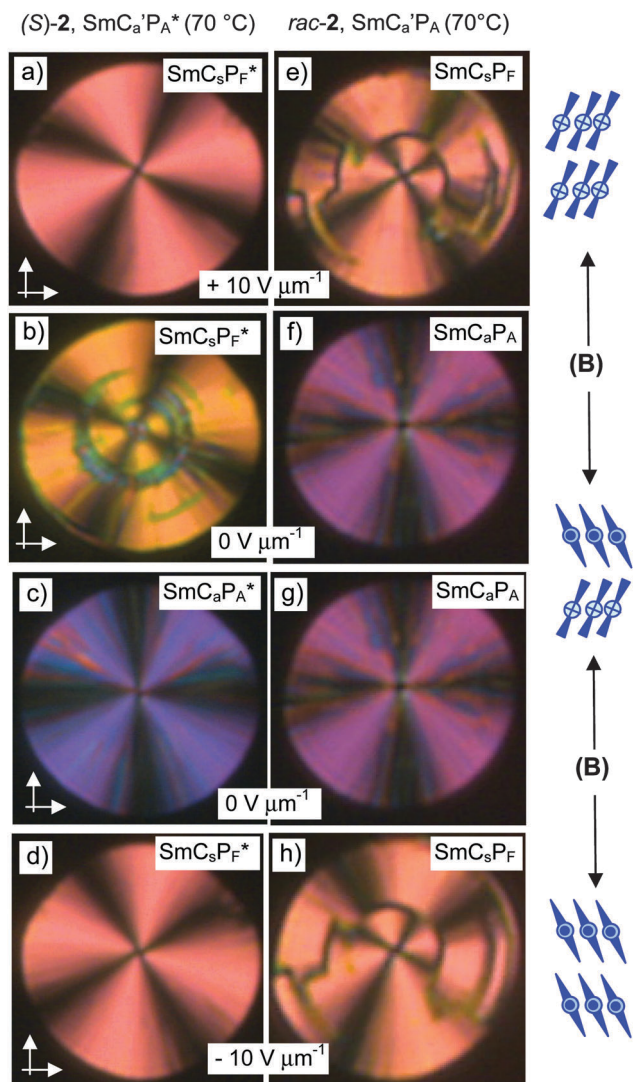 (S)-2, SmCa'PA* (70 °C) rac-2, SmCa'PA (70°C)
a) SmCsPF* e) SmCsPF
+ 10 V µm-1
b) SmCsPF* f) SmCaPA
(B)
0 V µm-1
c) SmCaPA* g) SmCaPA
(B)
0 V µm-1
d) SmCsPF* h) SmCsPF
- 10 V µm-1